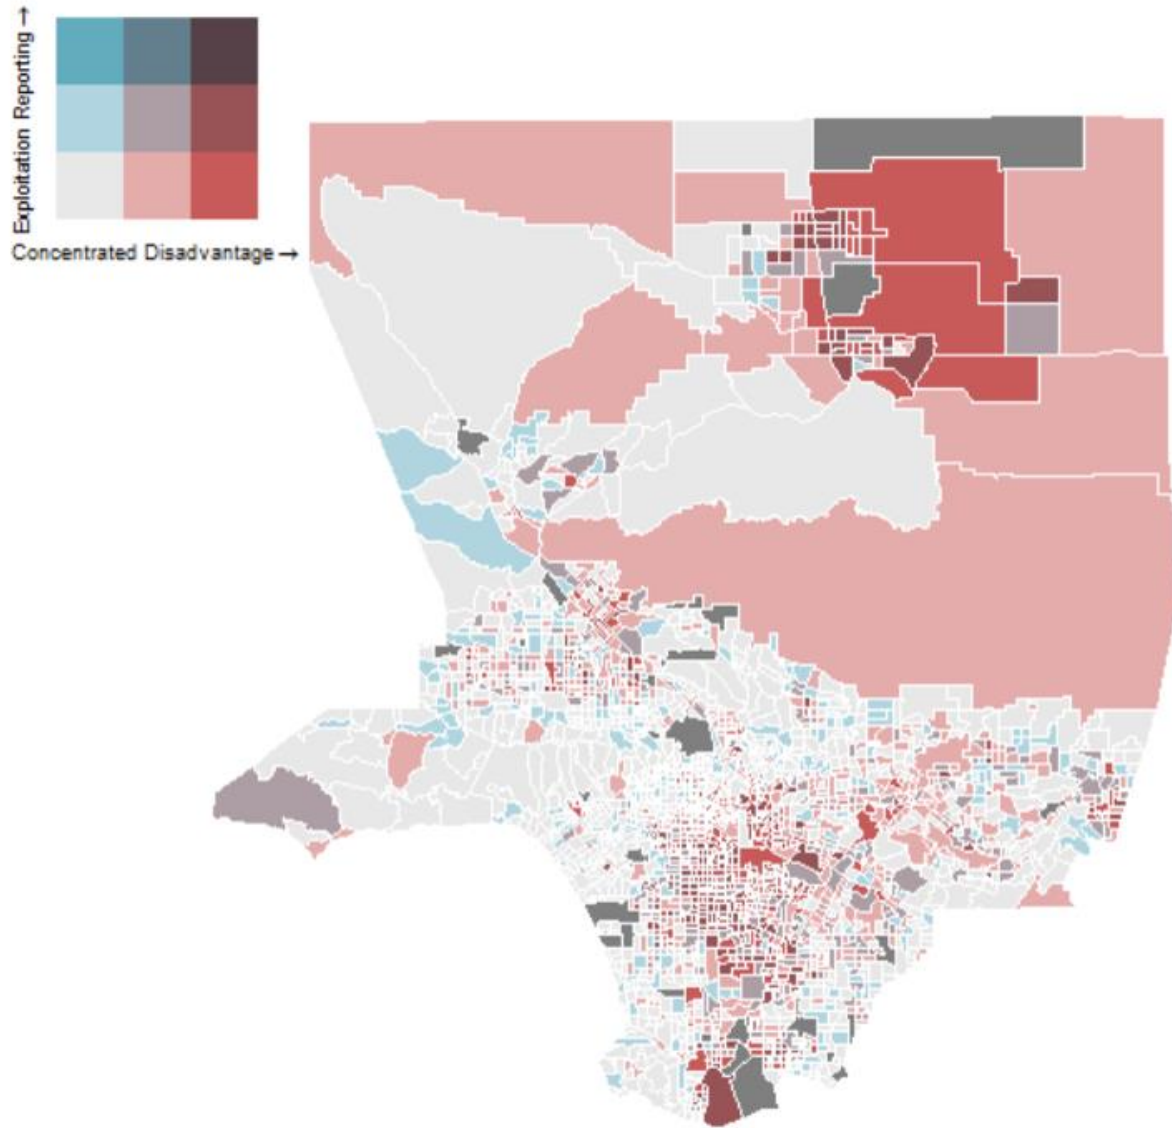 Exploitation Reporting →
Concentrated Disadvantage →